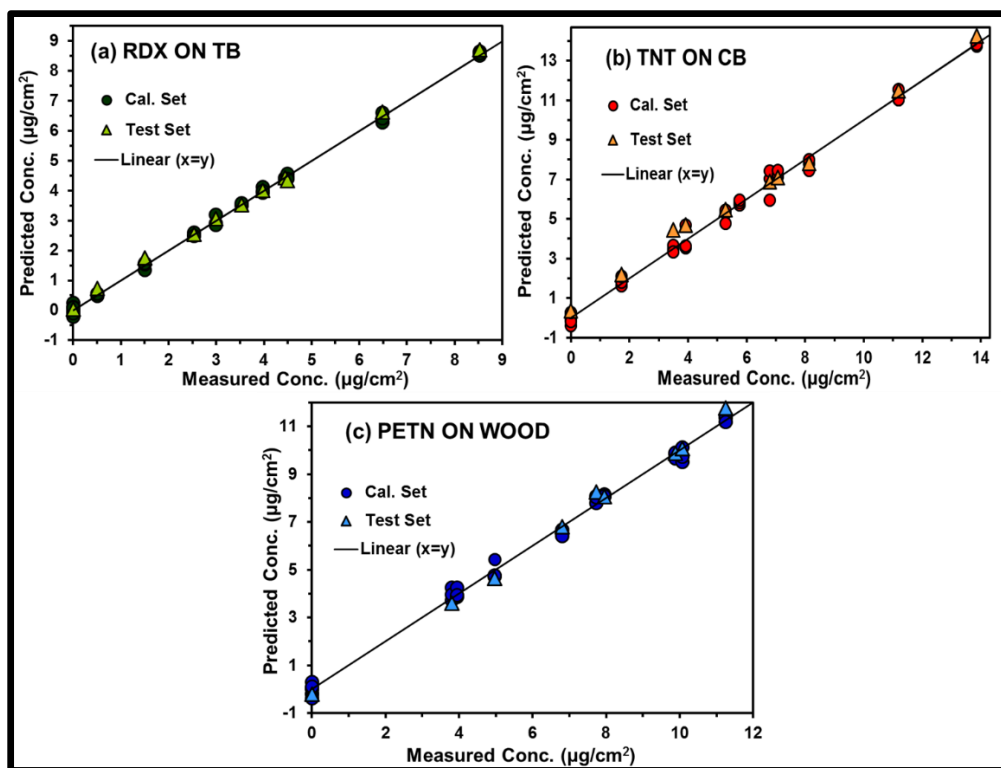 (a) RDX ON TB
Cal. Set
Test Set
Linear (x=y)
Predicted Conc. (µg/cm²)
9
8
7
6
5
4
3
2
1
0
-1
0 1 2 3 4 5 6 7 8 9
Measured Conc. (µg/cm²)
(b) TNT ON CB
Cal. Set
Test Set
Linear (x=y)
Predicted Conc. (µg/cm²)
13
11
9
7
5
3
1
-1
0 2 4 6 8 10 12 14
Measured Conc. (µg/cm²)
(c) PETN ON WOOD
Cal. Set
Test Set
Linear (x=y)
Predicted Conc. (µg/cm²)
11
9
7
5
3
1
-1
0 2 4 6 8 10 12
Measured Conc. (µg/cm²)